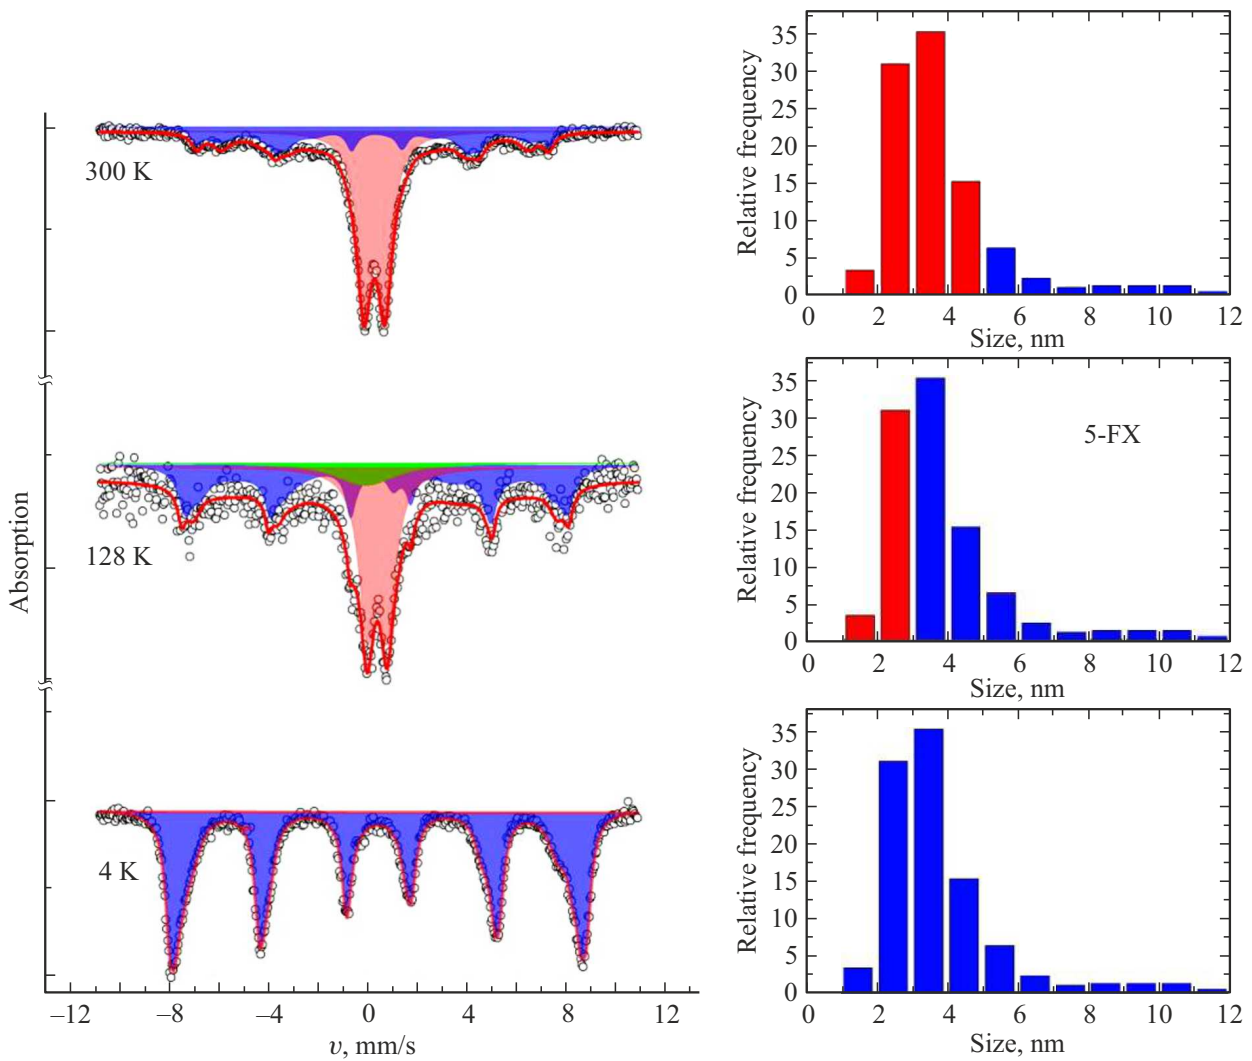 Absorption
300 K
128 K
4 K
–12 –8 –4 0 4 8 12
υ, mm/s
Relative frequency
35
30
25
20
15
10
5
0
0 2 4 6 8 10 12
Size, nm
5-FX
Relative frequency
35
30
25
20
15
10
5
0
0 2 4 6 8 10 12
Size, nm
Relative frequency
35
30
25
20
15
10
5
0
0 2 4 6 8 10 12
Size, nm